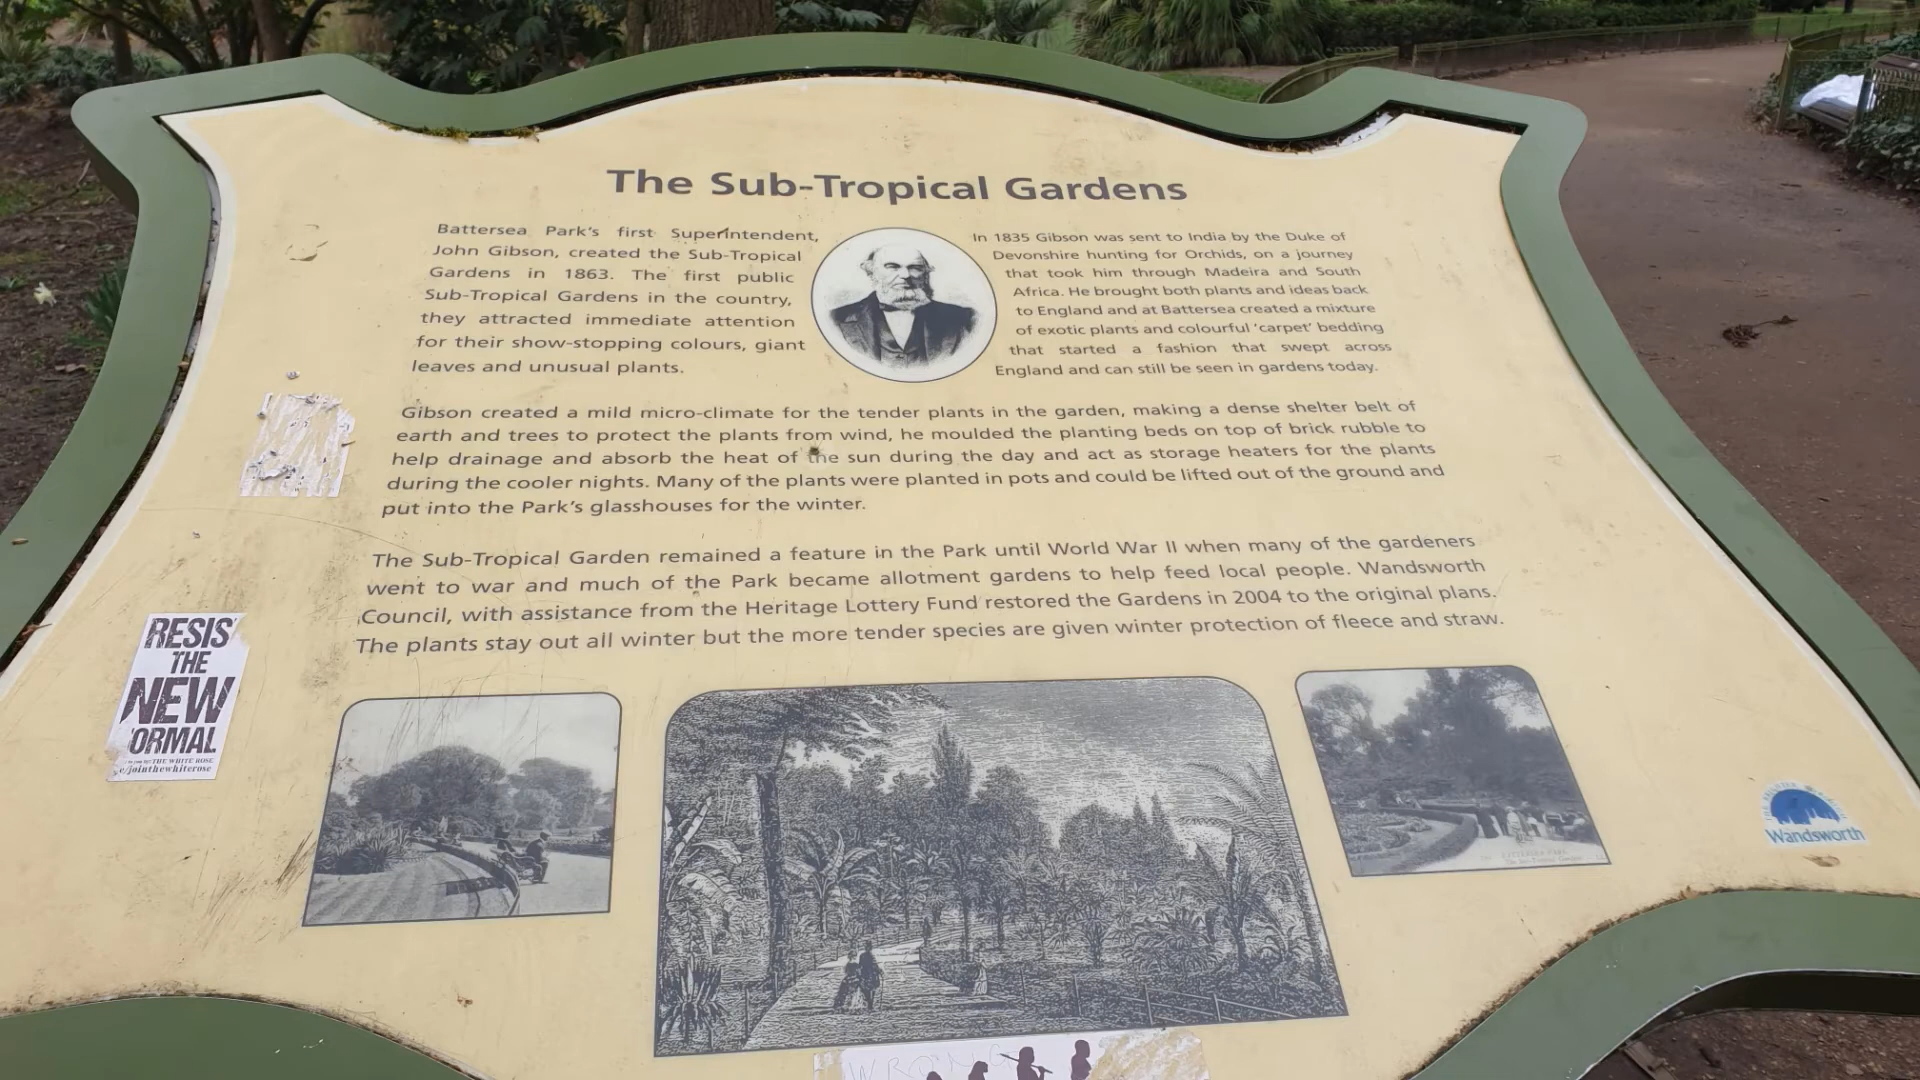 The Sub-Tropical Gardens
Battersea Park's first Superintendent,
John Gibson, created the Sub-Tropical
Gardens in 1863. The first public
Sub-Tropical Gardens in the country,
they attracted immediate attention
for their show-stopping colours, giant
leaves and unusual plants.
In 1835 Gibson was sent to India by the Duke of
Devonshire hunting for Orchids, on a journey
that took him through Madeira and South
Africa. He brought both plants and ideas back
to England and at Battersea created a mixture
of exotic plants and colourful 'carpet' bedding
that started a fashion that swept across
England and can still be seen in gardens today.
Gibson created a mild micro-climate for the tender plants in the garden, making a dense shelter belt of
earth and trees to protect the plants from wind, he moulded the planting beds on top of brick rubble to
help drainage and absorb the heat of the sun during the day and act as storage heaters for the plants
during the cooler nights. Many of the plants were planted in pots and could be lifted out of the ground and
put into the Park's glasshouses for the winter.
The Sub-Tropical Garden remained a feature in the Park until World War II when many of the gardeners
went to war and much of the Park became allotment gardens to help feed local people. Wandsworth
Council, with assistance from the Heritage Lottery Fund restored the Gardens in 2004 to the original plans.
The plants stay out all winter but the more tender species are given winter protection of fleece and straw.
RESIS
THE
NEW
ORMAL
THE WHITE ROSE
e/jointhewhiterose
BATTERSEA PARK
Wandsworth
WRONG